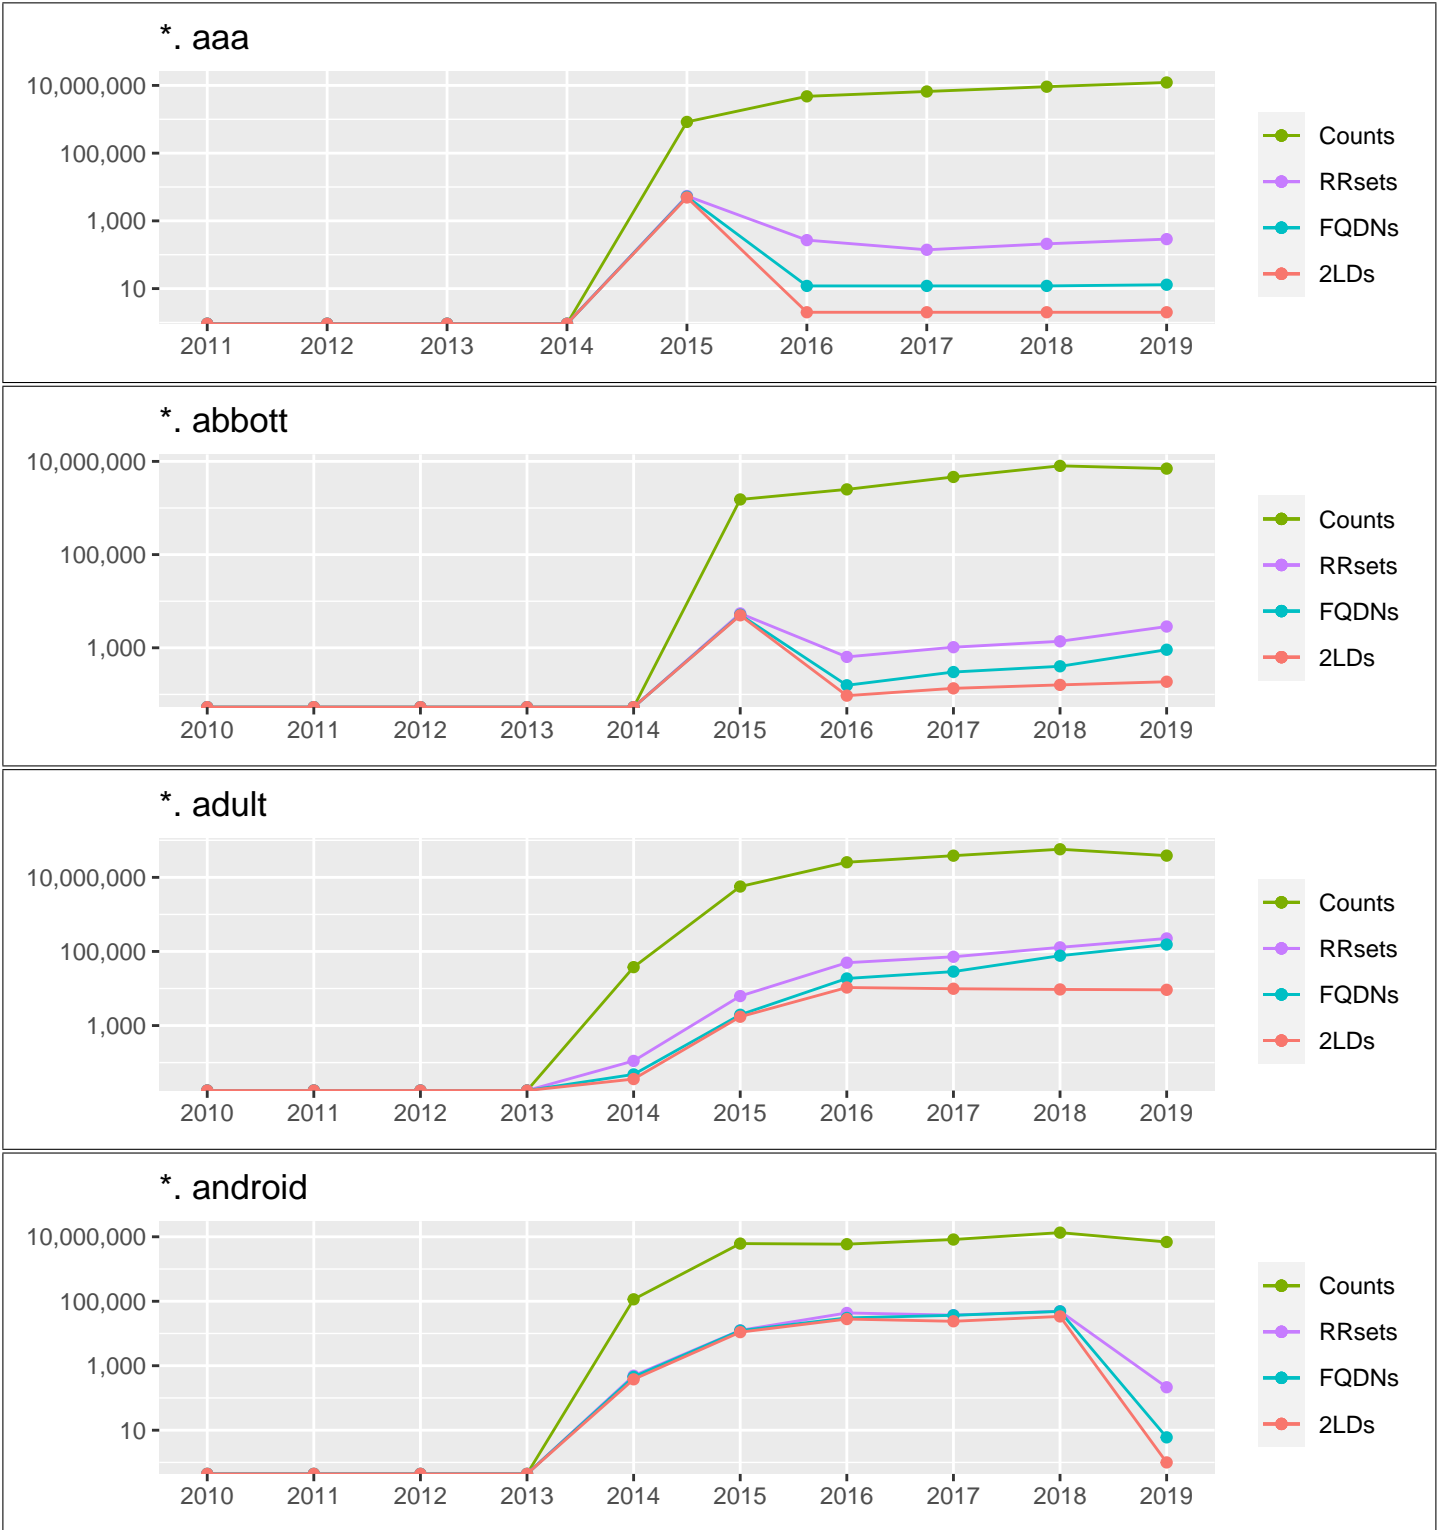 *. aaa
10,000,000
100,000
1,000
10
2011 2012 2013 2014 2015 2016 2017 2018 2019
Counts
RRsets
FQDNs
2LDs
*. abbott
10,000,000
100,000
1,000
2010 2011 2012 2013 2014 2015 2016 2017 2018 2019
Counts
RRsets
FQDNs
2LDs
*. adult
10,000,000
100,000
1,000
2010 2011 2012 2013 2014 2015 2016 2017 2018 2019
Counts
RRsets
FQDNs
2LDs
*. android
10,000,000
100,000
1,000
10
2010 2011 2012 2013 2014 2015 2016 2017 2018 2019
Counts
RRsets
FQDNs
2LDs